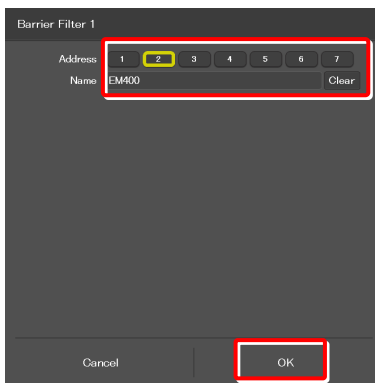 Barrier Filter 1
Address 1 2 3 4 5 6 7
Name EM400 Clear
Cancel OK